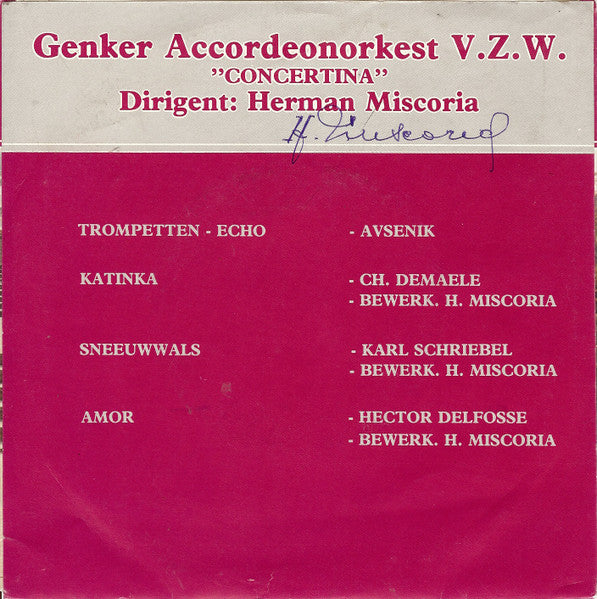 Genker Accordeonorkest V.Z.W.
”CONCERTINA”
Dirigent: Herman Miscoria
H. Miscoria
TROMPETTEN - ECHO - AVSENIK
KATINKA - CH. DEMAELE
- BEWERK. H. MISCORIA
SNEEUWWALS - KARL SCHRIEBEL
- BEWERK. H. MISCORIA
AMOR - HECTOR DELFOSSE
- BEWERK. H. MISCORIA